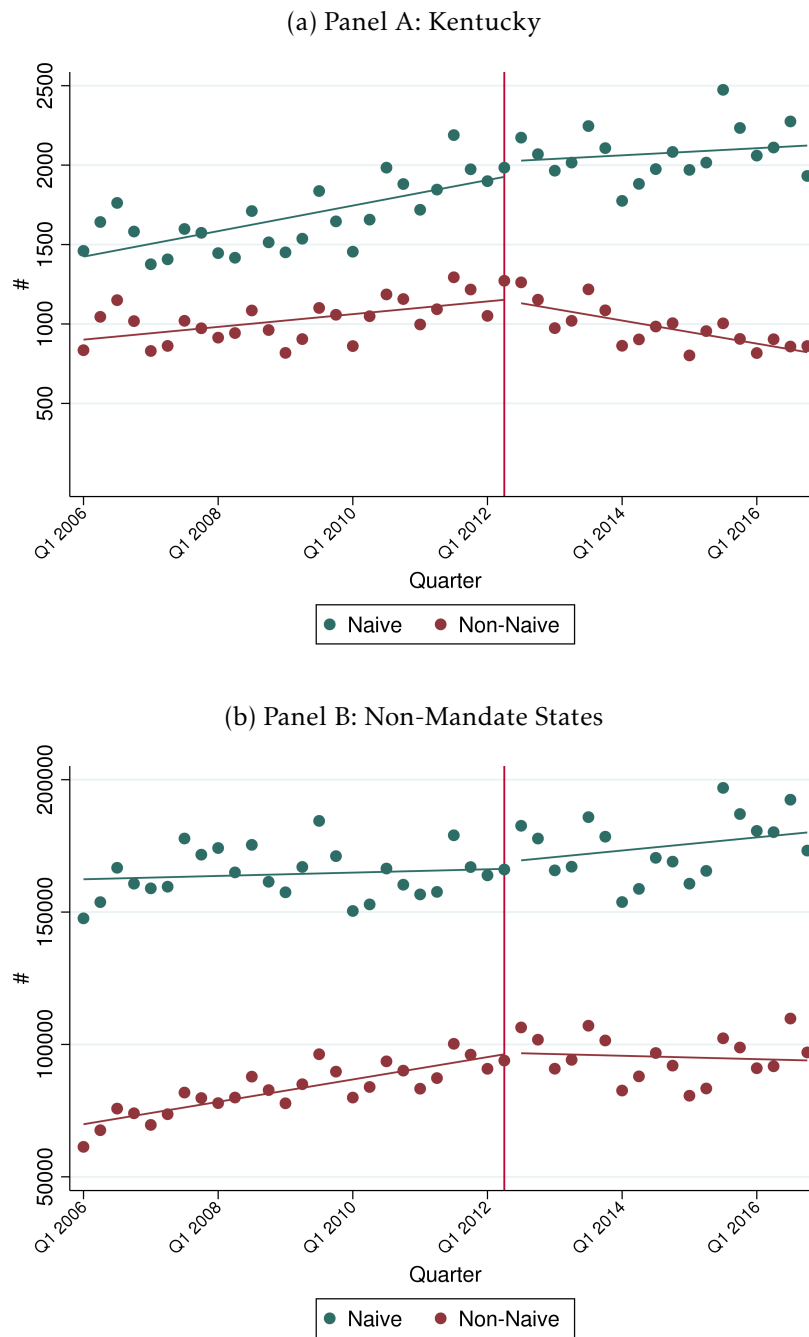 (a) Panel A: Kentucky
2500
2000
1500
1000
500
#
Q1 2006
Q1 2008
Q1 2010
Q1 2012
Q1 2014
Q1 2016
Quarter
Naive Non-Naive
(b) Panel B: Non-Mandate States
200000
150000
100000
50000
#
Q1 2006
Q1 2008
Q1 2010
Q1 2012
Q1 2014
Q1 2016
Quarter
Naive Non-Naive